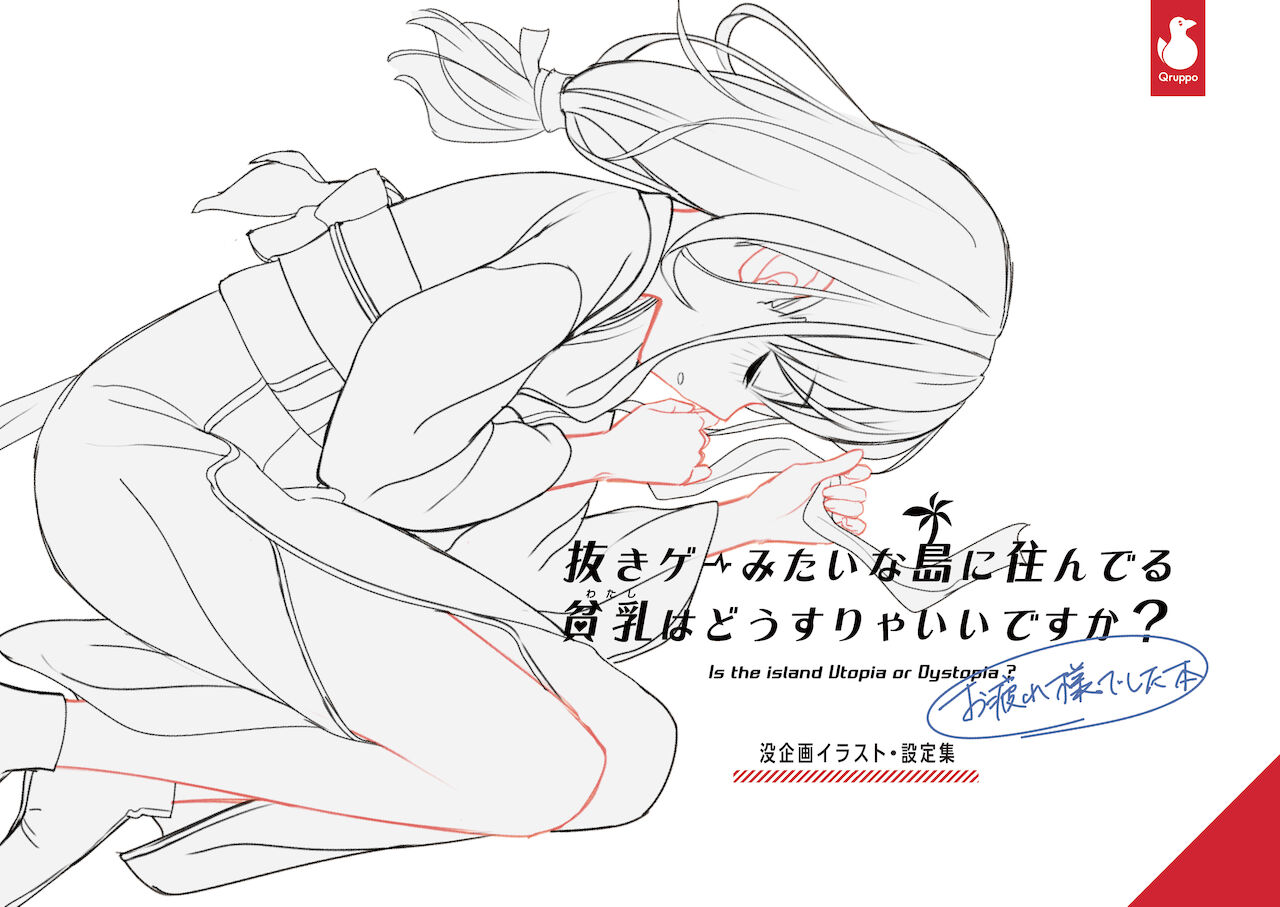 Qruppo
抜きゲーみたいな島に住んでる
わたし
貧乳はどうすりゃいいですか?
Is the island Utopia or Dystopia ?
お疲れ様でした本
没企画イラスト・設定集